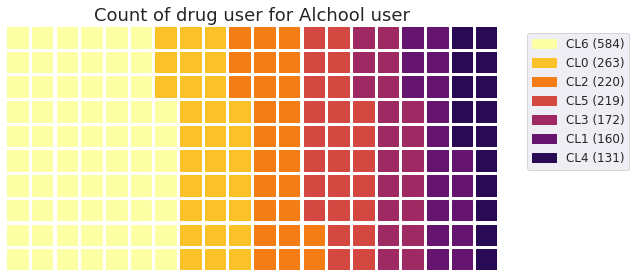 Count of drug user for Alchool user
CL6 (584)
CL0 (263)
CL2 (220)
CL5 (219)
CL3 (172)
CL1 (160)
CL4 (131)